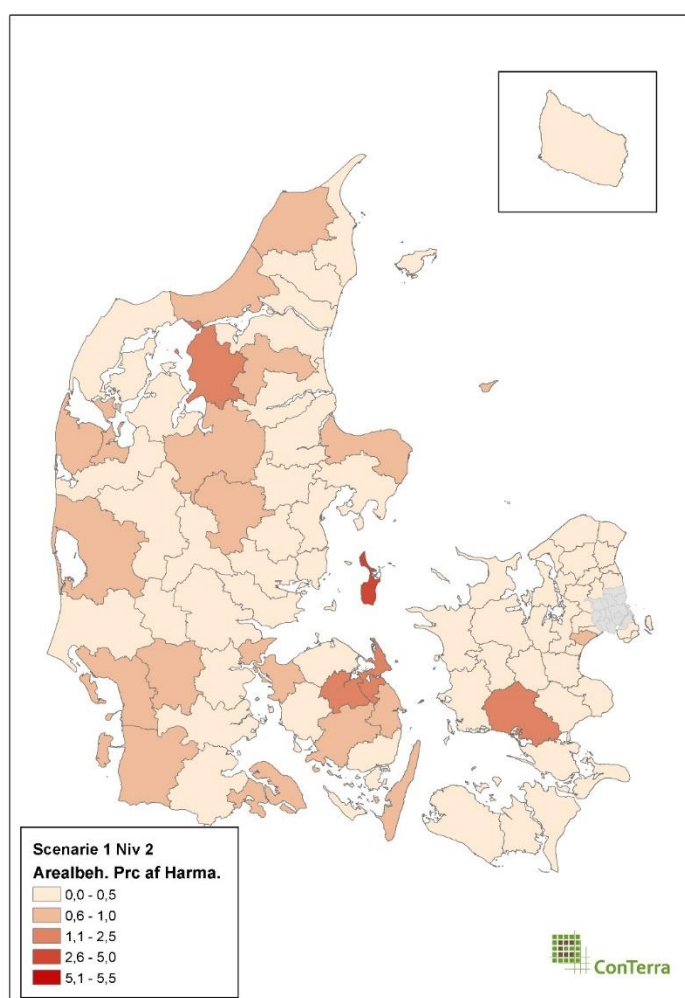 Scenarie 1 Niv 2
Arealbeh. Prc af Harma.
0,0 - 0,5
0,6 - 1,0
1,1 - 2,5
2,6 - 5,0
5,1 - 5,5
ConTerra